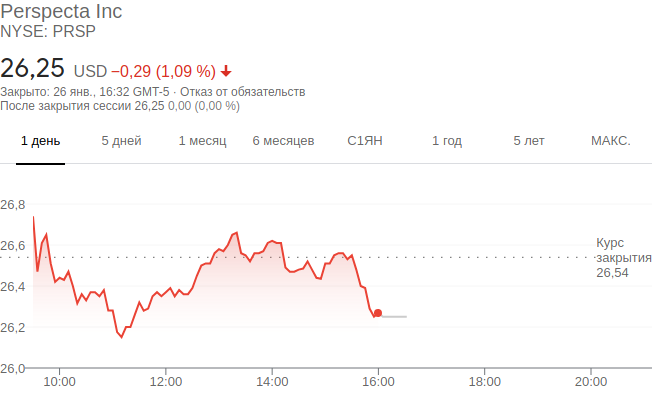 Perspecta Inc
NYSE: PRSP
26,25 USD −0,29 (1,09 %)
Закрыто: 26 янв., 16:32 GMT-5 · Отказ от обязательств
После закрытия сессии 26,25 0,00 (0,00 %)
1 день 5 дней 1 месяц 6 месяцев С1ЯН 1 год 5 лет МАКС.
26,8
26,6
Курс
закрытия
26,54
26,4
26,2
26,0
10:00 12:00 14:00 16:00 18:00 20:00